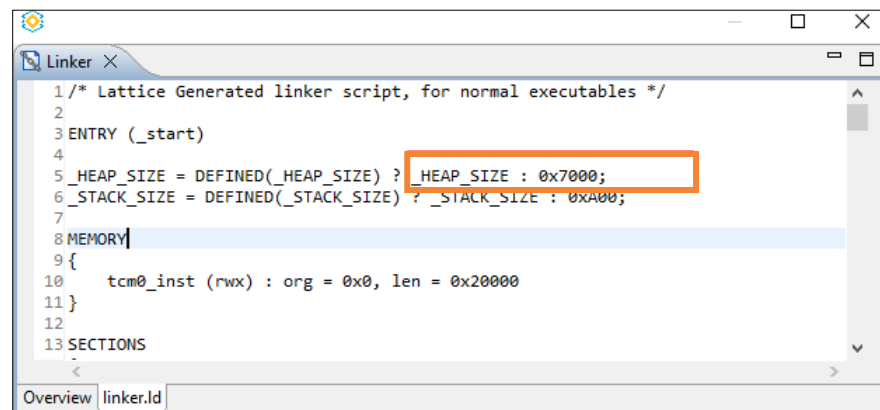 Linker
1 /* Lattice Generated linker script, for normal executables */
2
3 ENTRY (_start)
4
5 _HEAP_SIZE = DEFINED(_HEAP_SIZE) ? _HEAP_SIZE : 0x7000;
6 _STACK_SIZE = DEFINED(_STACK_SIZE) ? _STACK_SIZE : 0xA00;
7
8 MEMORY
9 {
10     tcm0_inst (rwx) : org = 0x0, len = 0x20000
11 }
12
13 SECTIONS
Overview linker.ld